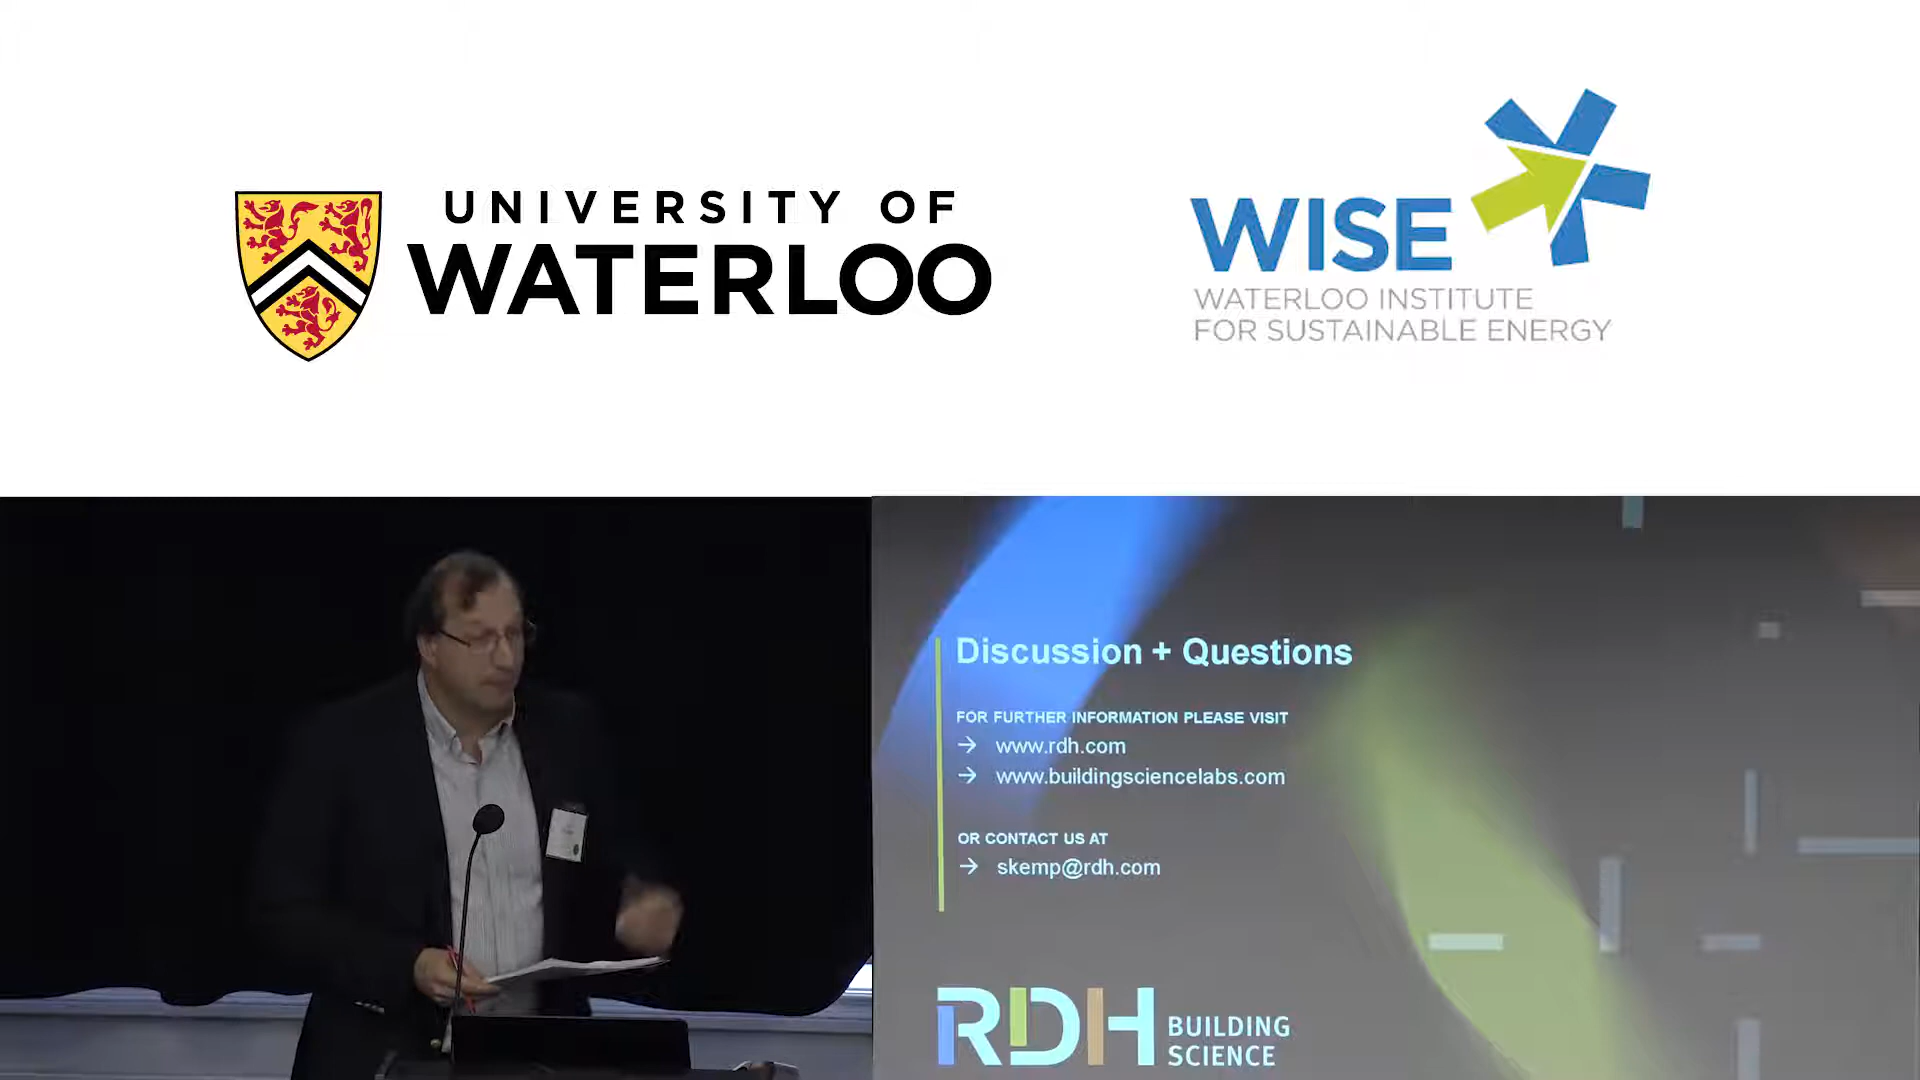 UNIVERSITY OF
WATERLOO
WISE
WATERLOO INSTITUTE
FOR SUSTAINABLE ENERGY
Discussion + Questions
FOR FURTHER INFORMATION PLEASE VISIT
→ www.rdh.com
→ www.buildingsciencelabs.com
OR CONTACT US AT
→ skemp@rdh.com
RDH BUILDING
SCIENCE